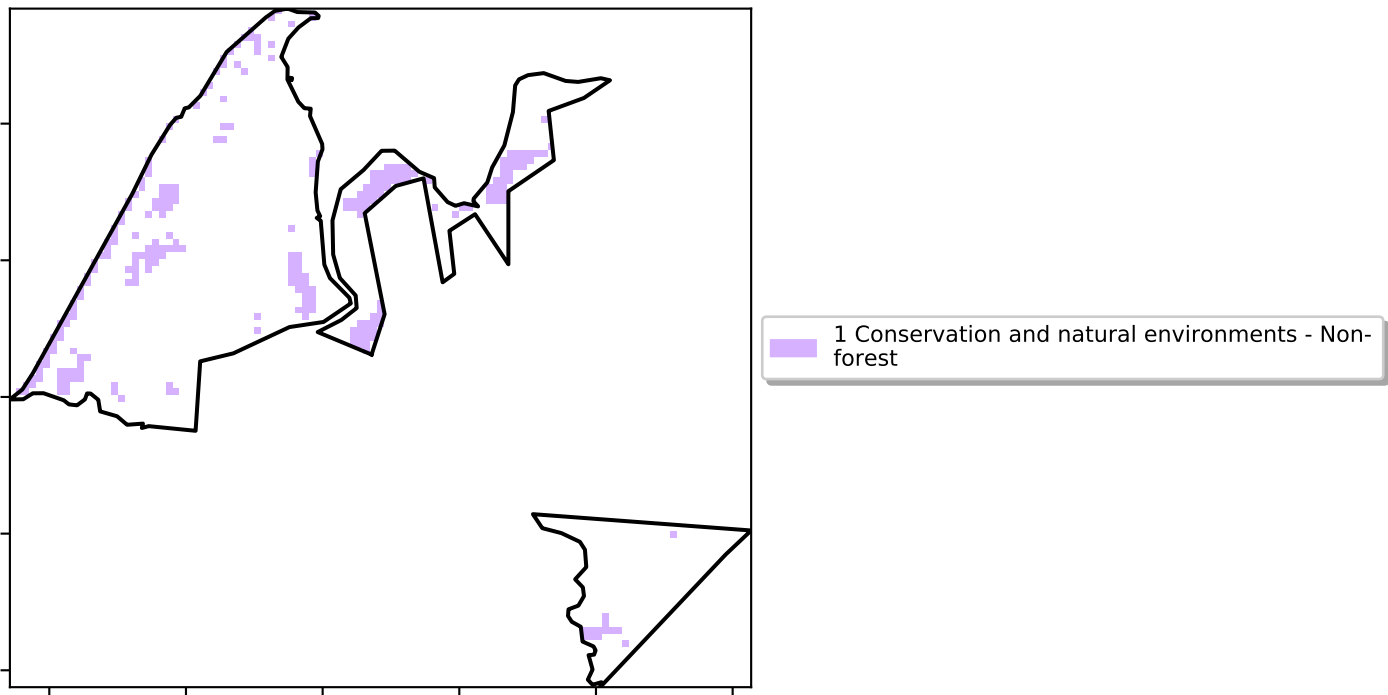 1 Conservation and natural environments - Non-
forest